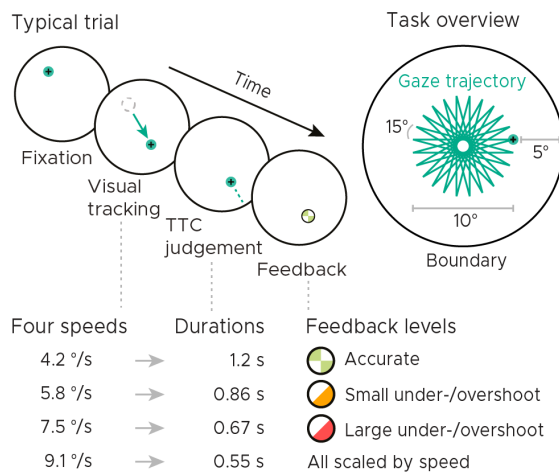 Typical trial
Task overview
Time
Gaze trajectory
15°
5°
10°
Fixation
Visual
tracking
TTC
judgement
Feedback
Boundary
Four speeds
Durations
Feedback levels
4.2 °/s
1.2 s
Accurate
5.8 °/s
0.86 s
Small under-/overshoot
7.5 °/s
0.67 s
Large under-/overshoot
9.1 °/s
0.55 s
All scaled by speed